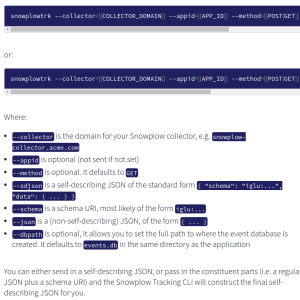 snowplowtrk --collector=[[COLLECTOR_DOMAIN]] --appid=[[APP_ID]] --method=[[POST|GET]]
or:
snowplowtrk --collector=[[COLLECTOR_DOMAIN]] --appid=[[APP_ID]] --method=[[POST|GET]]
Where:
--collector is the domain for your Snowplow collector, e.g. snowplow-
collector.acme.com
--appid is optional (not sent if not set)
--method is optional. It defaults to GET
--sdjson is a self-describing JSON of the standard form { "schema": "iglu:...",
"data": { ... } }
--schema is a schema URI, most likely of the form iglu:...
--json is a (non-self-describing) JSON, of the form { ... }
--dbpath is optional, it allows you to set the full path to where the event database is
created. It defaults to events.db in the same directory as the application
You can either send in a self-describing JSON, or pass in the constituent parts (i.e. a regula
JSON plus a schema URI) and the Snowplow Tracking CLI will construct the final self-
describing JSON for you.